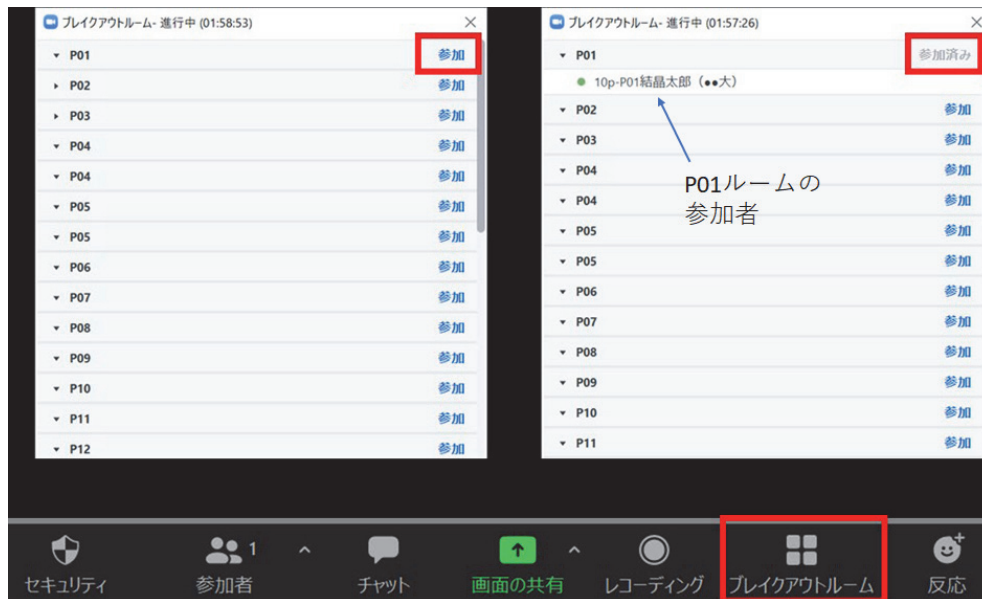 ブレイクアウトルーム- 進行中 (01:58:53)
P01 参加
P02 参加
P03 参加
P04 参加
P04 参加
P05 参加
P05 参加
P06 参加
P07 参加
P08 参加
P09 参加
P10 参加
P11 参加
P12 参加
ブレイクアウトルーム- 進行中 (01:57:26)
P01 参加済み
10p-P01結晶太郎（●●大）
P02 参加
P03 参加
P04 参加
P04 参加
P05 参加
P05 参加
P06 参加
P07 参加
P08 参加
P09 参加
P10 参加
P11 参加
P01ルームの
参加者
セキュリティ
1
参加者
チャット
画面の共有
レコーディング
ブレイクアウトルーム
反応